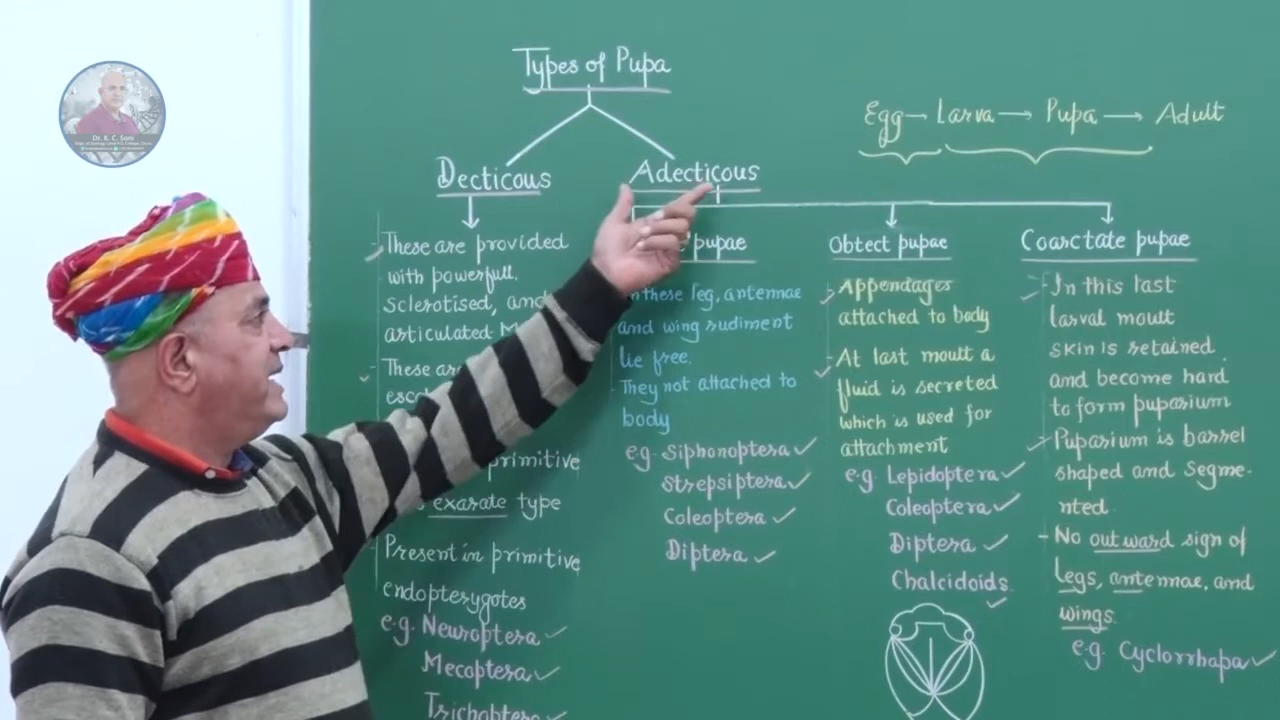 Types of Pupa
Egg → Larva → Pupa → Adult
Decticous
Adecticous
These are provided
with powerfull,
sclerotised, and
articulated M
These are
esc
primitive
exarate type
Present in primitive
endopterygotes
e.g. Neuroptera ✓
Mecoptera ✓
Trichoptera
pupae
In these leg, antennae
and wing rudiment
lie free.
They not attached to
body
eg. Siphonoptera ✓
Strepsiptera ✓
Coleoptera ✓
Diptera ✓
Obtect pupae
Appendages
attached to body
At last moult a
fluid is secreted
which is used for
attachment
e.g. Lepidoptera ✓
Coleoptera ✓
Diptera ✓
Chalcidoids ✓
Coarctate pupae
In this last
larval moult
skin is retained.
and become hard
to form puparium
Puparium is barrel
shaped and segme-
nted.
No outward sign of
Legs, antennae, and
wings.
e.g. Cyclorrhapa ✓
Dr. K. C. Soni